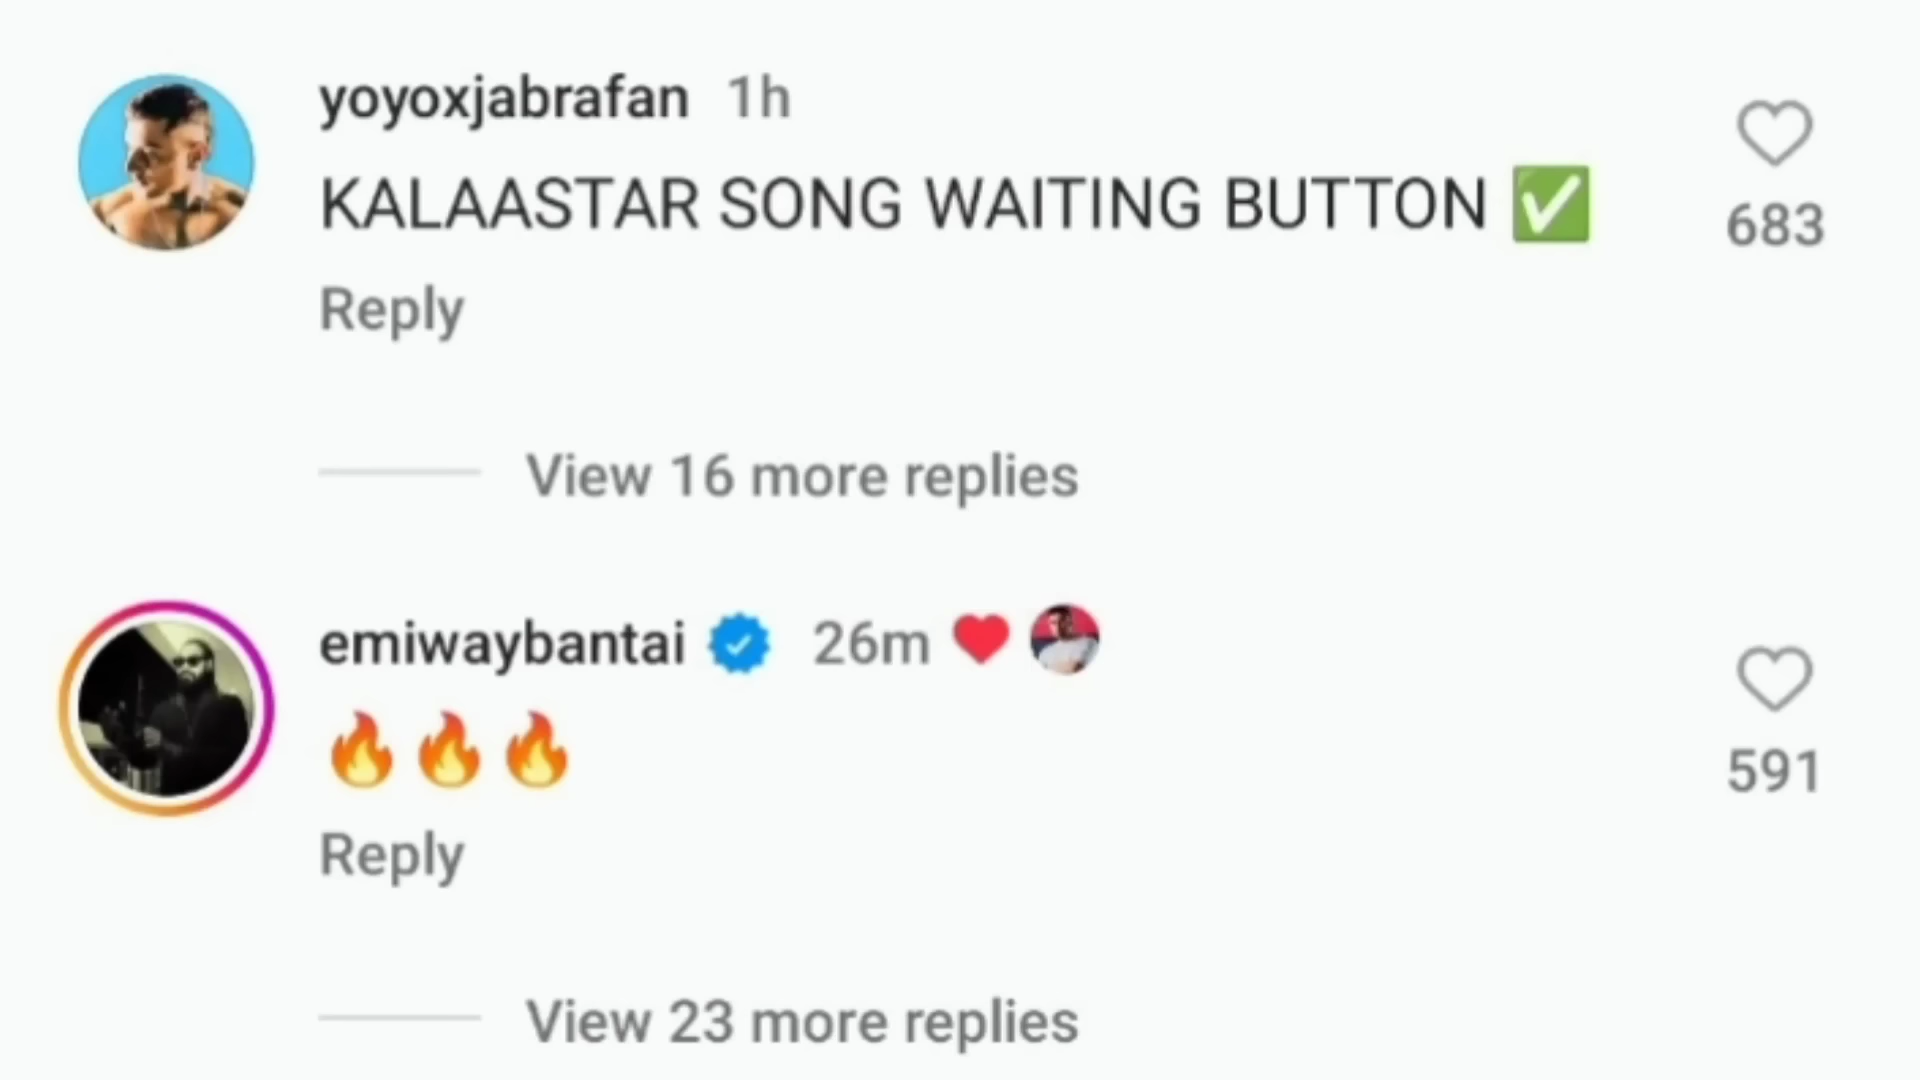 yoyoxjabrafan 1h
KALAASTAR SONG WAITING BUTTON ✅
683
Reply
View 16 more replies
emiwaybantai 26m
🔥🔥🔥
591
Reply
View 23 more replies